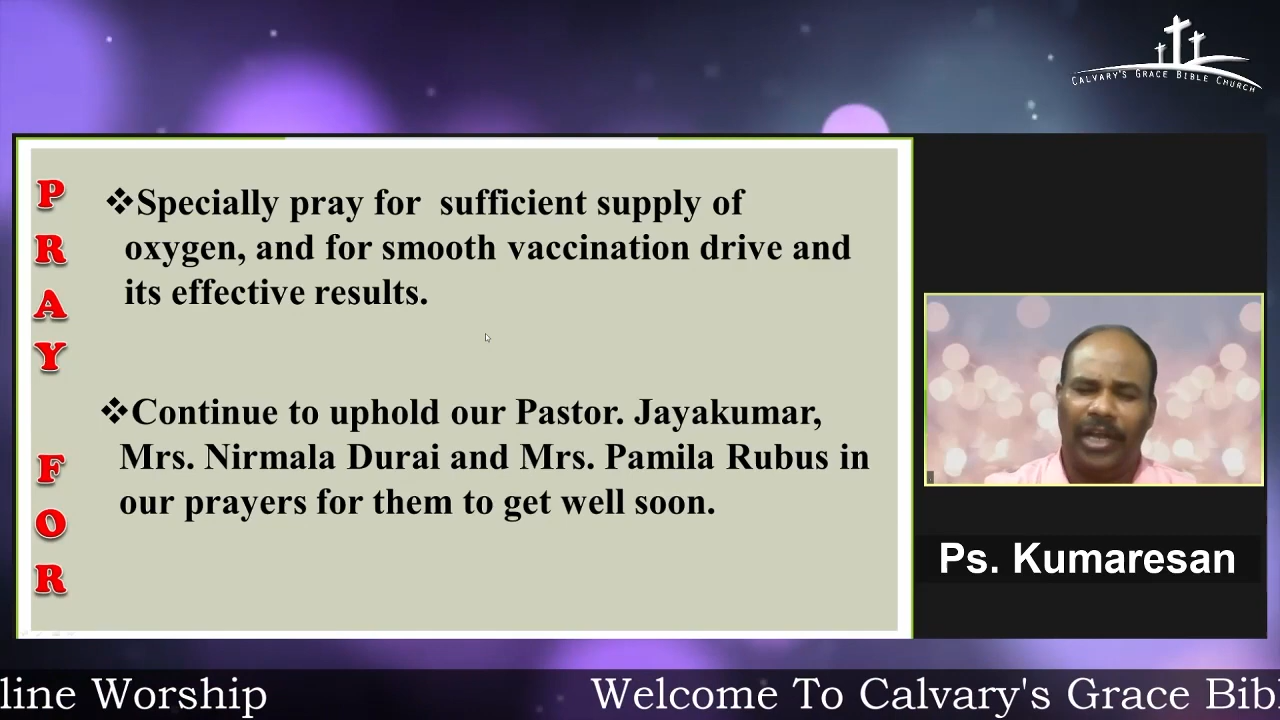 CALVARY'S GRACE BIBLE CHURCH
PRAY FOR
❖Specially pray for sufficient supply of
oxygen, and for smooth vaccination drive and
its effective results.
❖Continue to uphold our Pastor. Jayakumar,
Mrs. Nirmala Durai and Mrs. Pamila Rubus in
our prayers for them to get well soon.
Ps. Kumaresan
line Worship Welcome To Calvary's Grace Bib